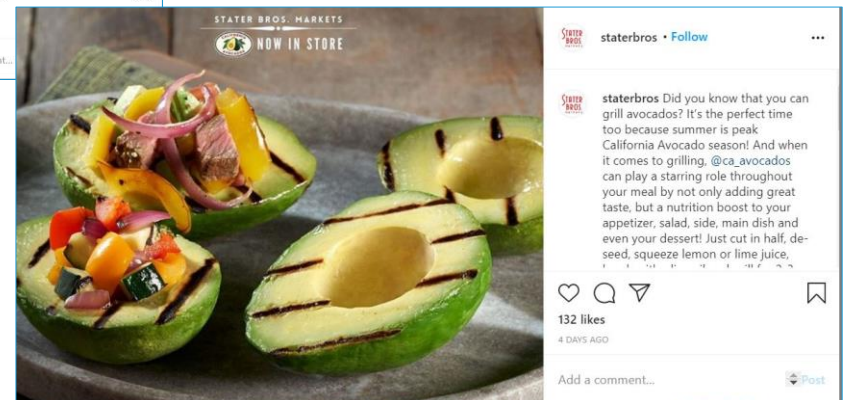 STATER BROS. MARKETS
NOW IN STORE
STATER
BROS
staterbros • Follow
STATER
BROS
staterbros Did you know that you can
grill avocados? It's the perfect time
too because summer is peak
California Avocado season! And when
it comes to grilling, @ca_avocados
can play a starring role throughout
your meal by not only adding great
taste, but a nutrition boost to your
appetizer, salad, side, main dish and
even your dessert! Just cut in half, de-
seed, squeeze lemon or lime juice,
132 likes
4 DAYS AGO
Add a comment...
Post